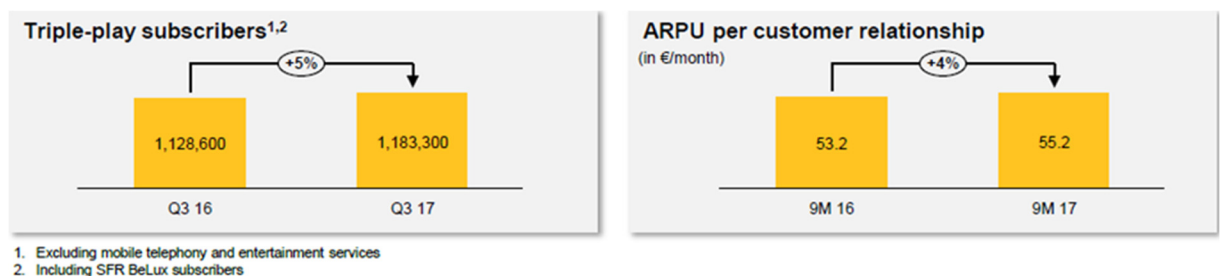 Triple-play subscribers1,2
+5%
1,128,600
1,183,300
Q3 16
Q3 17
ARPU per customer relationship
(in €/month)
+4%
53.2
55.2
9M 16
9M 17
1. Excluding mobile telephony and entertainment services
2. Including SFR BeLux subscribers